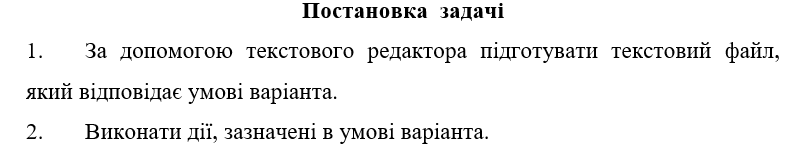 Постановка задачі
1. За допомогою текстового редактора підготувати текстовий файл,
який відповідає умові варіанта.
2. Виконати дії, зазначені в умові варіанта.